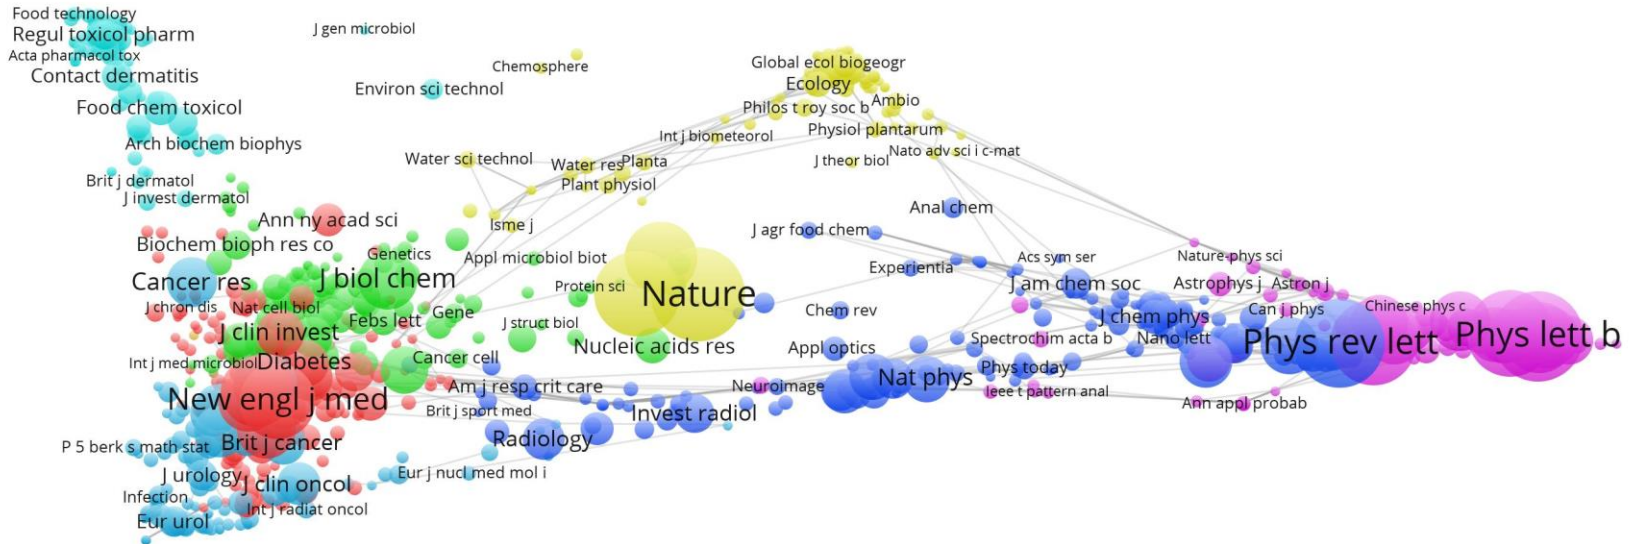 Food technology
J gen microbiol
Regul toxicol pharm
Acta pharmacol tox
Contact dermatitis
Chemosphere
Global ecol biogeogr
Ecology
Environ sci technol
Food chem toxicol
Philos t roy soc b
Ambio
Physiol plantarum
Int j biometeorol
Arch biochem biophys
Nato adv sci i c-mat
Water sci technol
Water res
Planta
J theor biol
Brit j dermatol
Plant physiol
J invest dermatol
Anal chem
Ann ny acad sci
Isme j
J agr food chem
Biochem bioph res co
Genetics
Appl microbiol biot
Acs sym ser
Nature-phys sci
Experientia
Cancer res
J biol chem
Protein sci
Nature
J am chem soc
Astrophys j
Astron j
J chron dis
Nat cell biol
Febs lett
Gene
Chem rev
Can j phys
Chinese phys c
J chem phys
J clin invest
J struct biol
Spectrochim acta b
Nano lett
Phys rev lett
Phys lett b
Nucleic acids res
Appl optics
Int j med microbiol
Diabetes
Cancer cell
Phys today
Nat phys
Am j resp crit care
Neuroimage
Ieee t pattern anal
New engl j med
Ann appl probab
Brit j sport med
Invest radiol
P 5 berk s math stat
Brit j cancer
Radiology
J urology
J clin oncol
Eur j nucl med mol i
Infection
Int j radiat oncol
Eur urol